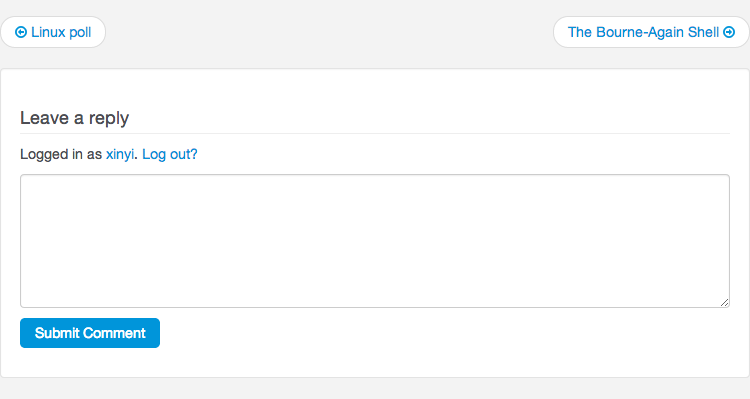 Linux poll
The Bourne-Again Shell
Leave a reply
Logged in as xinyi. Log out?
Submit Comment